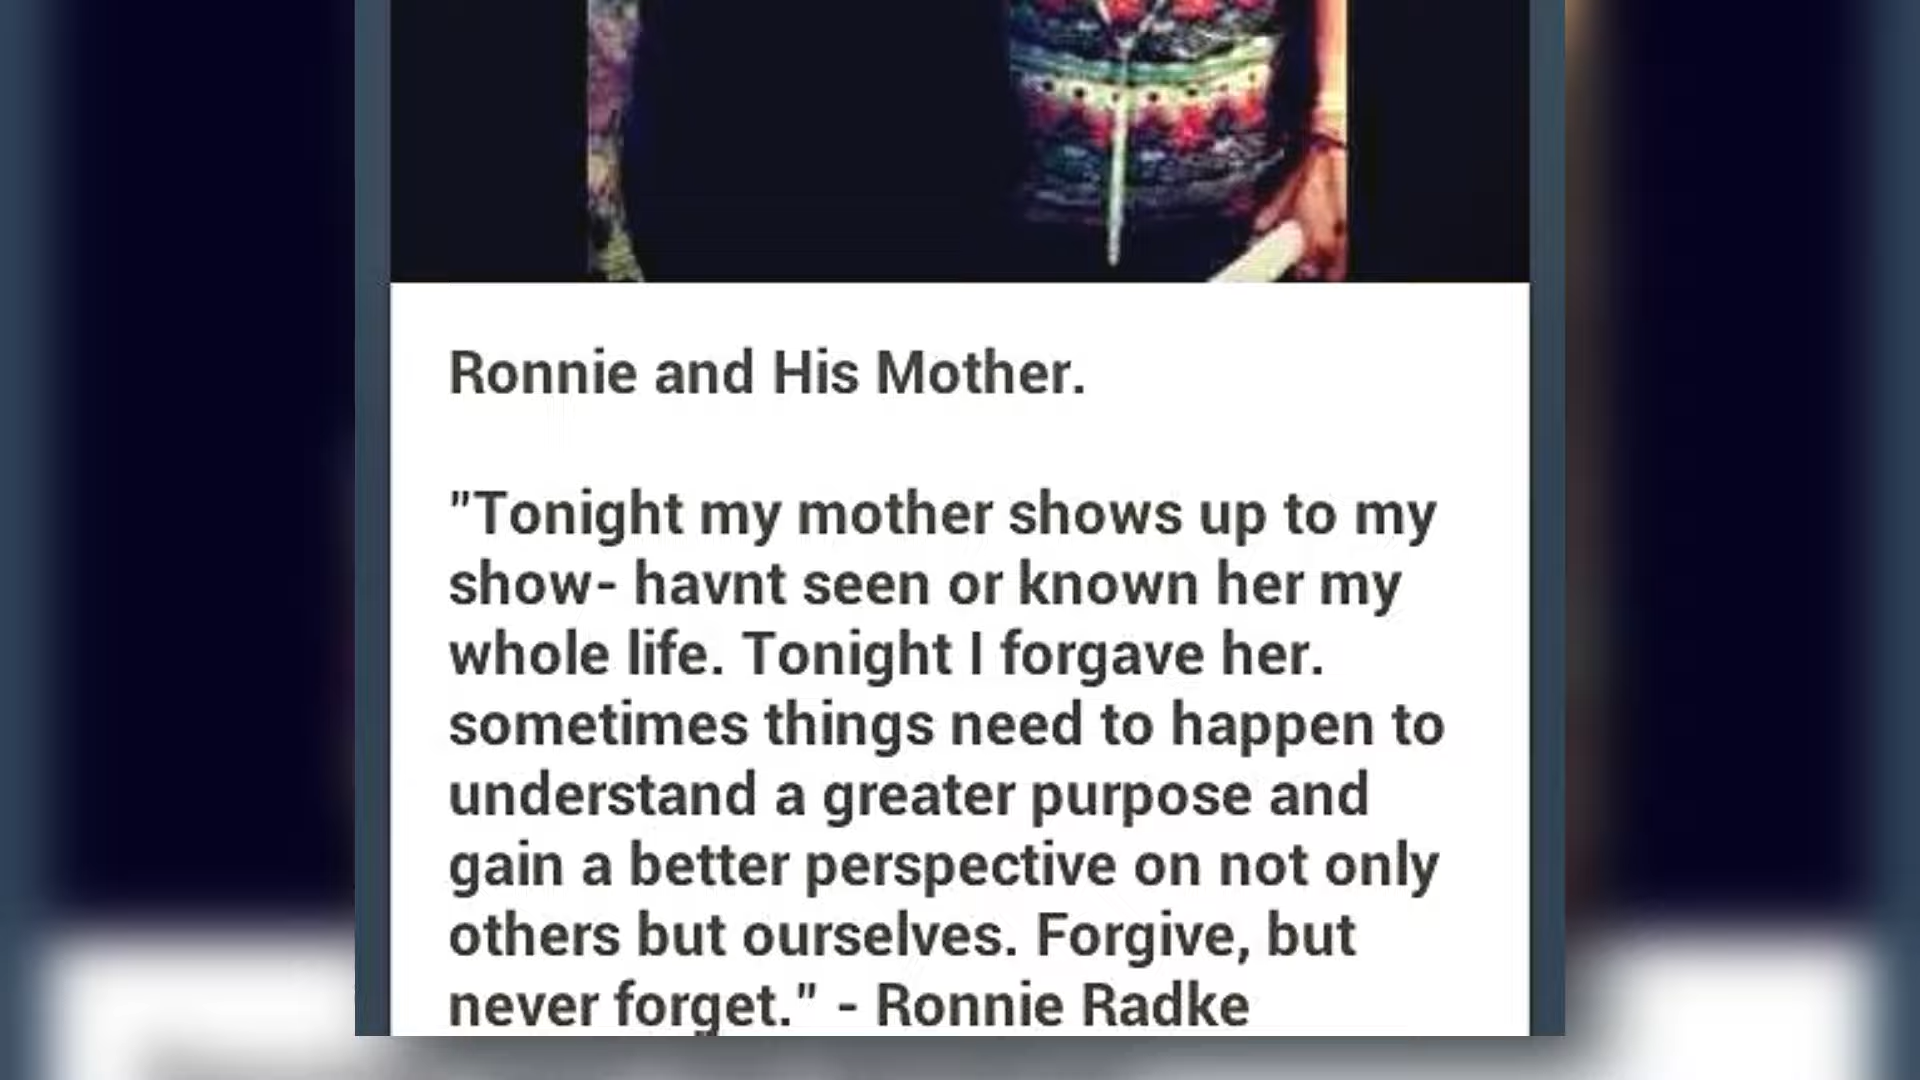 Ronnie and His Mother.
"Tonight my mother shows up to my
show- havnt seen or known her my
whole life. Tonight I forgave her.
sometimes things need to happen to
understand a greater purpose and
gain a better perspective on not only
others but ourselves. Forgive, but
never forget." - Ronnie Radke